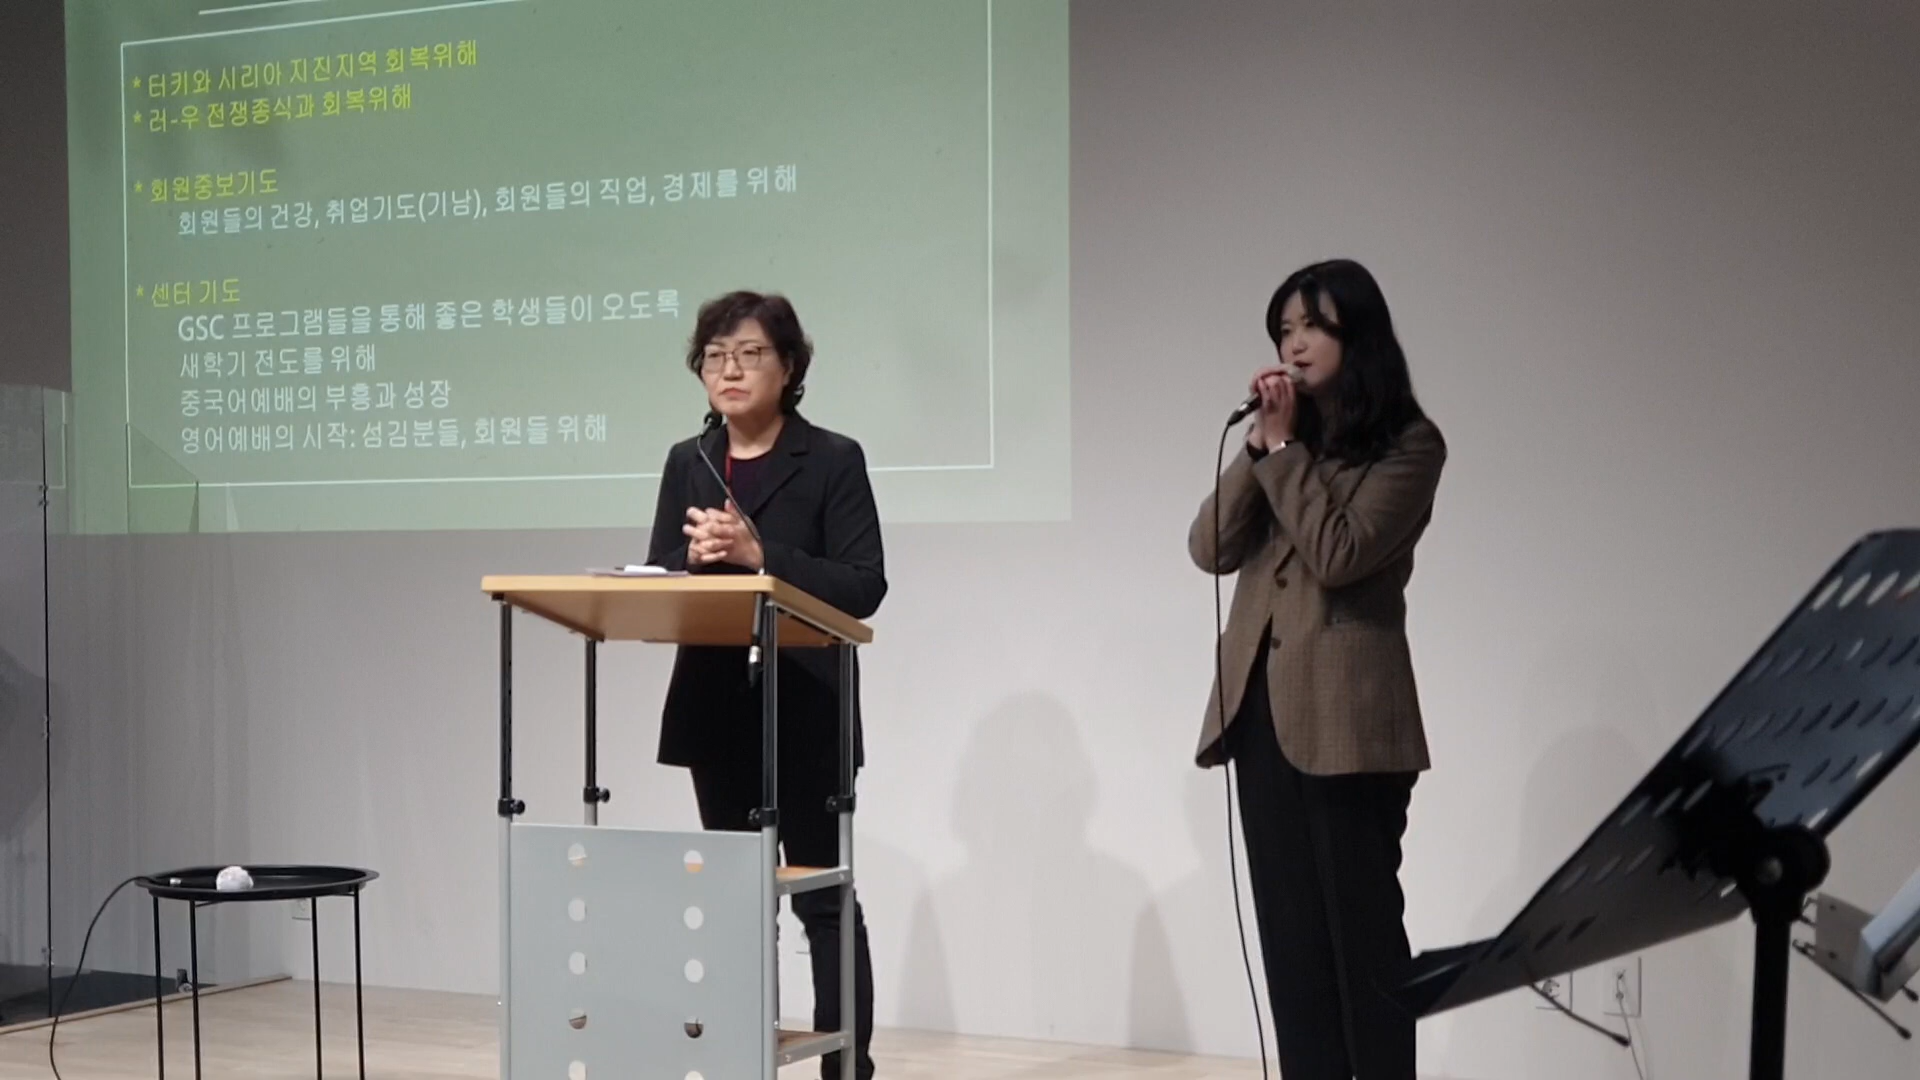 * 터키와 시리아 지진지역 회복위해
* 러-우 전쟁종식과 회복위해
* 회원중보기도
회원들의 건강, 취업기도(기남), 회원들의 직업, 경제를 위해
* 센터 기도
GSC 프로그램들을 통해 좋은 학생들이 오도록
새학기 전도를 위해
중국어예배의 부흥과 성장
영어예배의 시작: 섬김분들, 회원들 위해